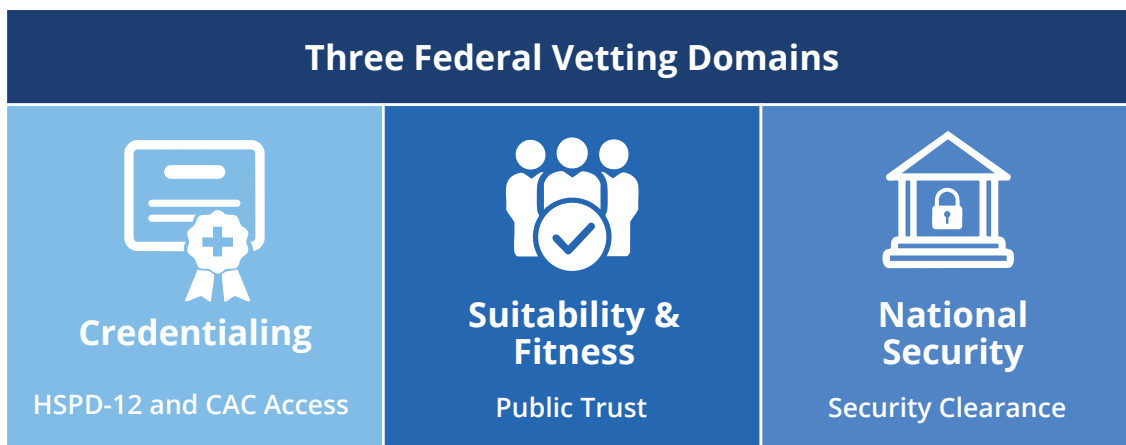 Three Federal Vetting Domains
Credentialing
HSPD-12 and CAC Access
Suitability &
Fitness
Public Trust
National
Security
Security Clearance